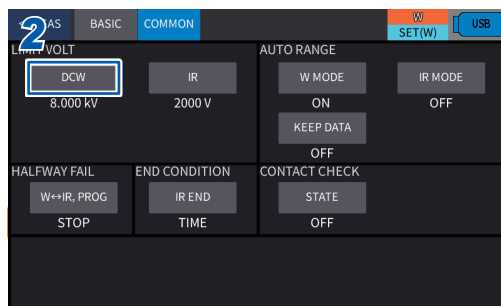 2
BASIC
COMMON
W
SET(W)
USB
LIMIT VOLT
AUTO RANGE
DCW
IR
W MODE
IR MODE
8.000 kV
2000 V
ON
OFF
KEEP DATA
OFF
HALFWAY FAIL
END CONDITION
CONTACT CHECK
W↔IR, PROG
IR END
STATE
STOP
TIME
OFF